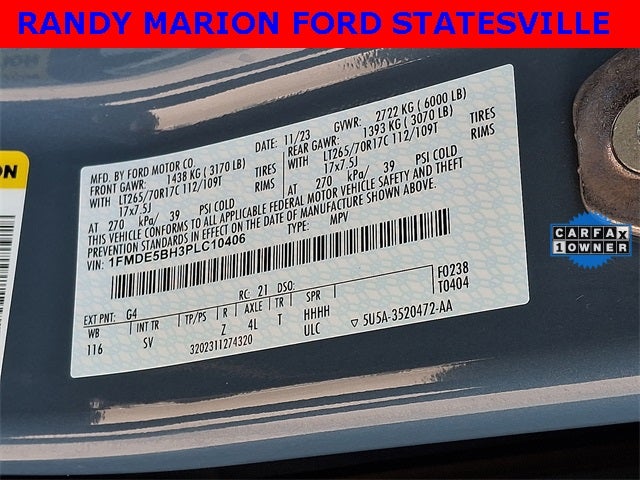 RANDY MARION FORD STATESVILLE
MFD. BY FORD MOTOR CO.
DATE: 11/23 GVWR: 2722 KG ( 6000 LB)
FRONT GAWR: 1438 KG ( 3170 LB)
REAR GAWR: 1393 KG ( 3070 LB)
WITH LT265/70R17C 112/109T TIRES
WITH LT265/70R17C 112/109T TIRES
17x7.5J RIMS
17x7.5J RIMS
AT 270 kPa/ 39 PSI COLD
AT 270 kPa/ 39 PSI COLD
THIS VEHICLE CONFORMS TO ALL APPLICABLE FEDERAL MOTOR VEHICLE SAFETY AND THEFT
PREVENTION STANDARDS IN EFFECT ON THE DATE OF MANUFACTURE SHOWN ABOVE.
VIN: 1FMDE5BH3PLC10406 TYPE: MPV
F0238
T0404
EXT PNT: G4 RC: 21 DSO:
WB INT TR TP/PS R AXLE TR SPR
116 SV Z 4L T HHHH
3202311274320 ULC ▽ 5U5A-3520472-AA
ON
CARFAX
1 OWNER